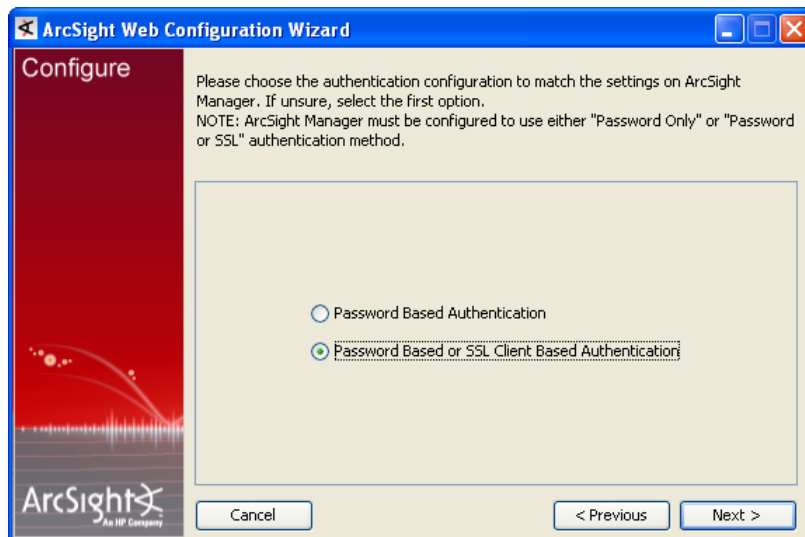 ArcSight Web Configuration Wizard
Configure
Please choose the authentication configuration to match the settings on ArcSight
Manager. If unsure, select the first option.
NOTE: ArcSight Manager must be configured to use either "Password Only" or "Password
or SSL" authentication method.
Password Based Authentication
Password Based or SSL Client Based Authentication
ArcSight
An HP Company
Cancel
< Previous
Next >